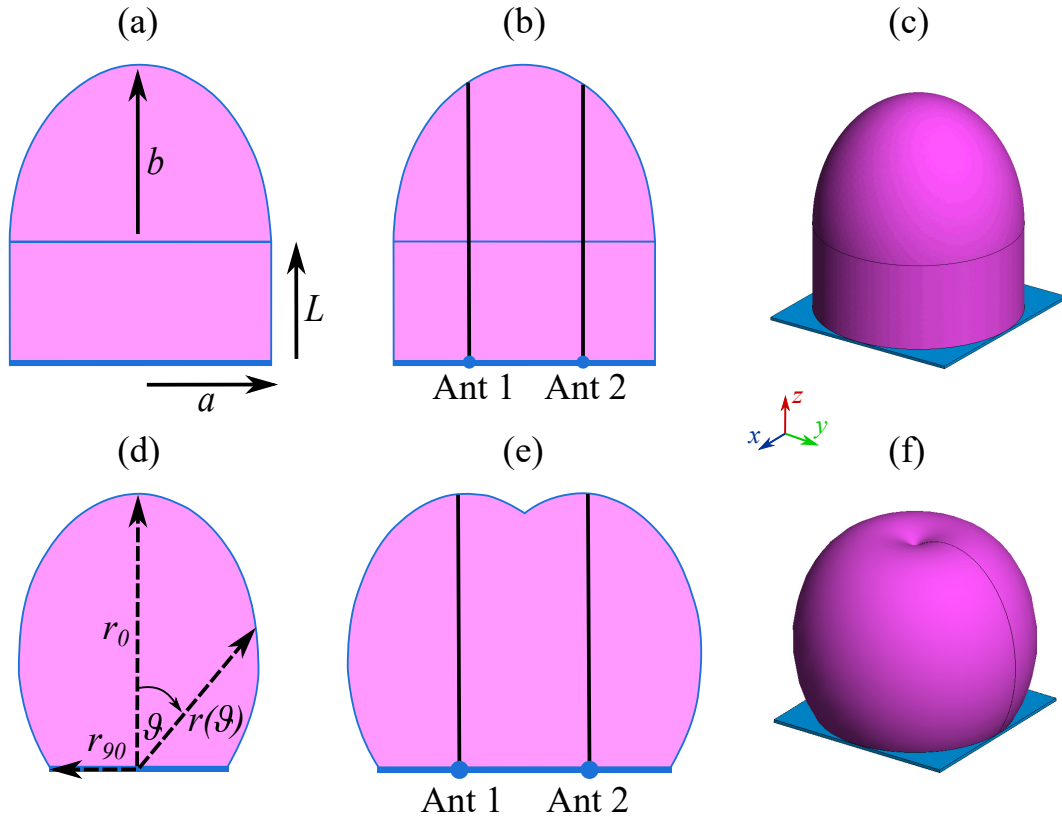 (a)
(b)
(c)
b
L
a
Ant 1
Ant 2
z
x
y
(d)
(e)
(f)
r0
ϑ
r(ϑ)
r90
Ant 1
Ant 2